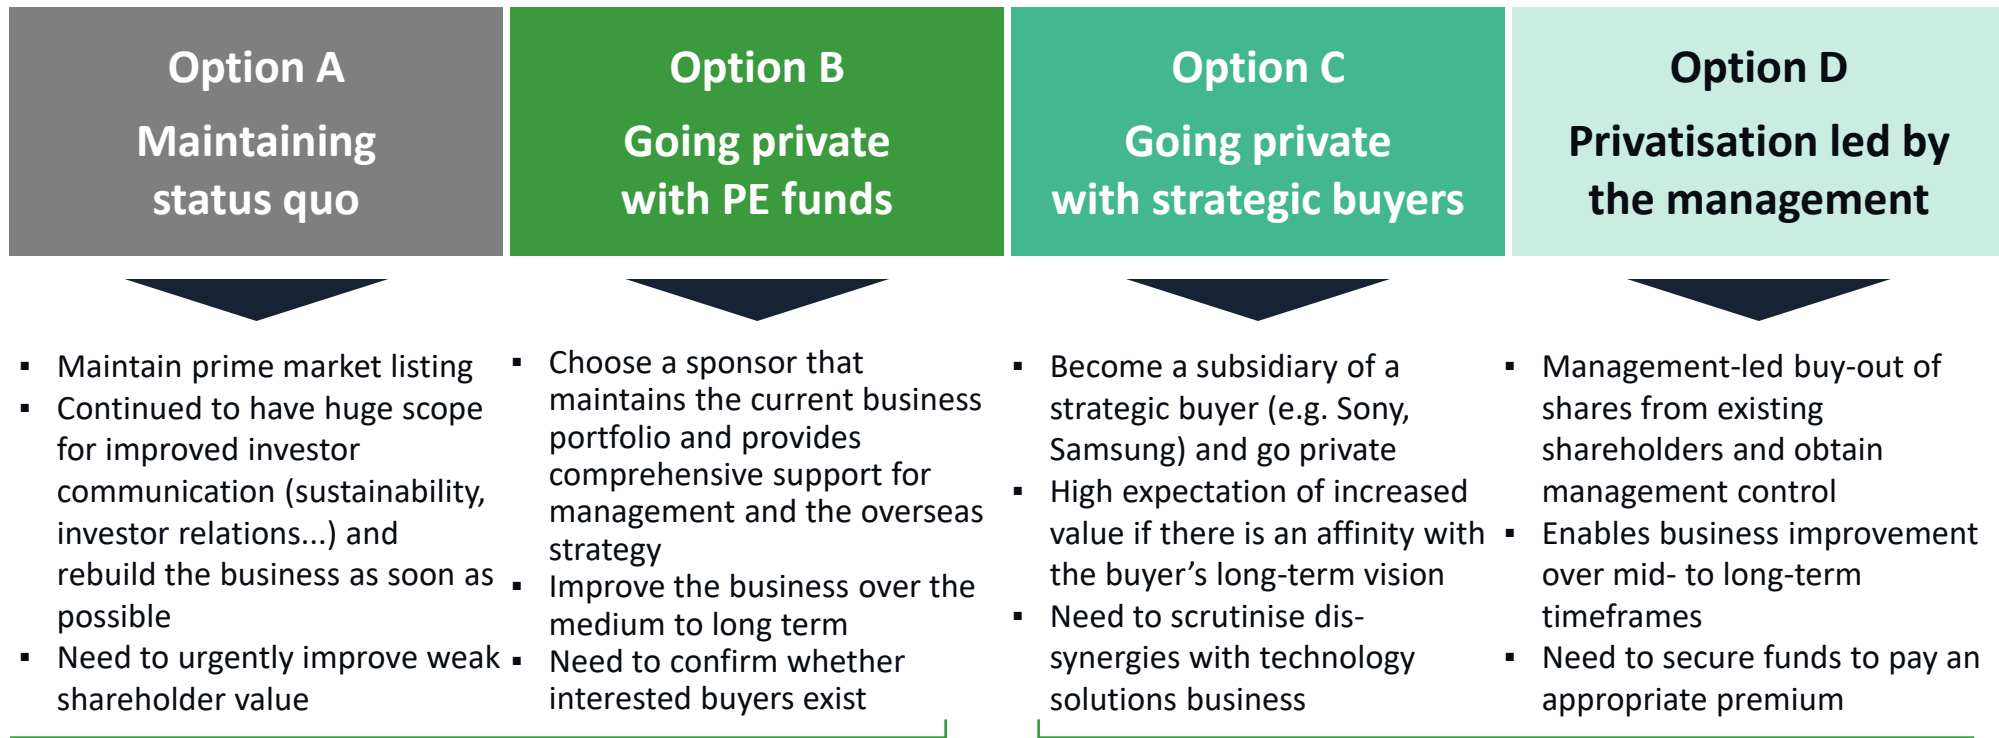 Option A
Maintaining
status quo
▪ Maintain prime market listing
▪ Continued to have huge scope
for improved investor
communication (sustainability,
investor relations...) and
rebuild the business as soon as
possible
▪ Need to urgently improve weak
shareholder value
Option B
Going private
with PE funds
▪ Choose a sponsor that
maintains the current business
portfolio and provides
comprehensive support for
management and the overseas
strategy
▪ Improve the business over the
medium to long term
▪ Need to confirm whether
interested buyers exist
Option C
Going private
with strategic buyers
▪ Become a subsidiary of a
strategic buyer (e.g. Sony,
Samsung) and go private
▪ High expectation of increased
value if there is an affinity with
the buyer’s long-term vision
▪ Need to scrutinise dis-
synergies with technology
solutions business
Option D
Privatisation led by
the management
▪ Management-led buy-out of
shares from existing
shareholders and obtain
management control
▪ Enables business improvement
over mid- to long-term
timeframes
▪ Need to secure funds to pay an
appropriate premium